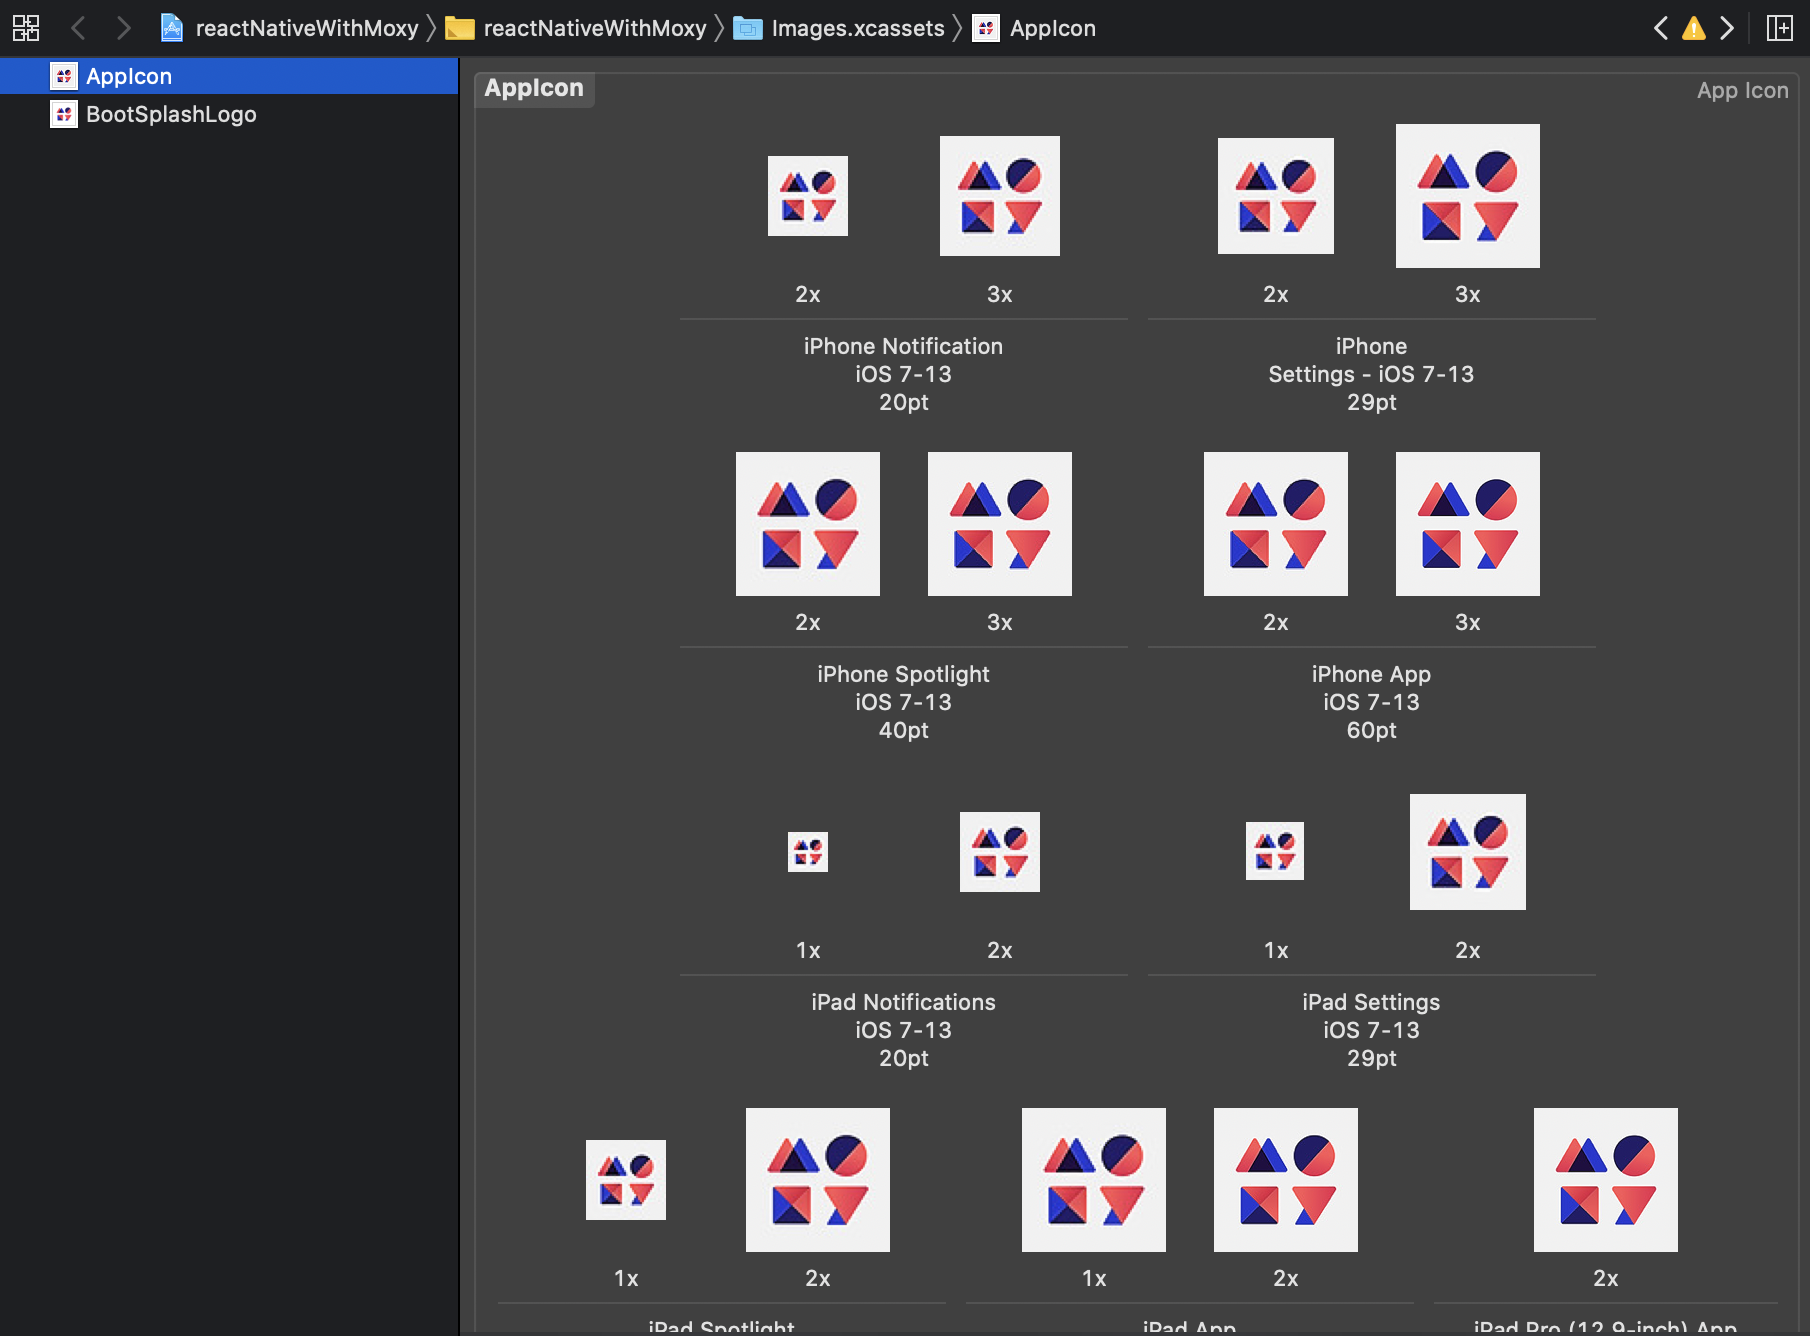 reactNativeWithMoxy reactNativeWithMoxy Images.xcassets AppIcon
AppIcon
BootSplashLogo
AppIcon
App Icon
2x 3x 2x 3x
iPhone Notification
iOS 7-13
20pt
iPhone
Settings - iOS 7-13
29pt
2x 3x 2x 3x
iPhone Spotlight
iOS 7-13
40pt
iPhone App
iOS 7-13
60pt
1x 2x 1x 2x
iPad Notifications
iOS 7-13
20pt
iPad Settings
iOS 7-13
29pt
1x 2x 1x 2x 2x
iPad Spotlight iPad App iPad Pro (12.9-inch) App